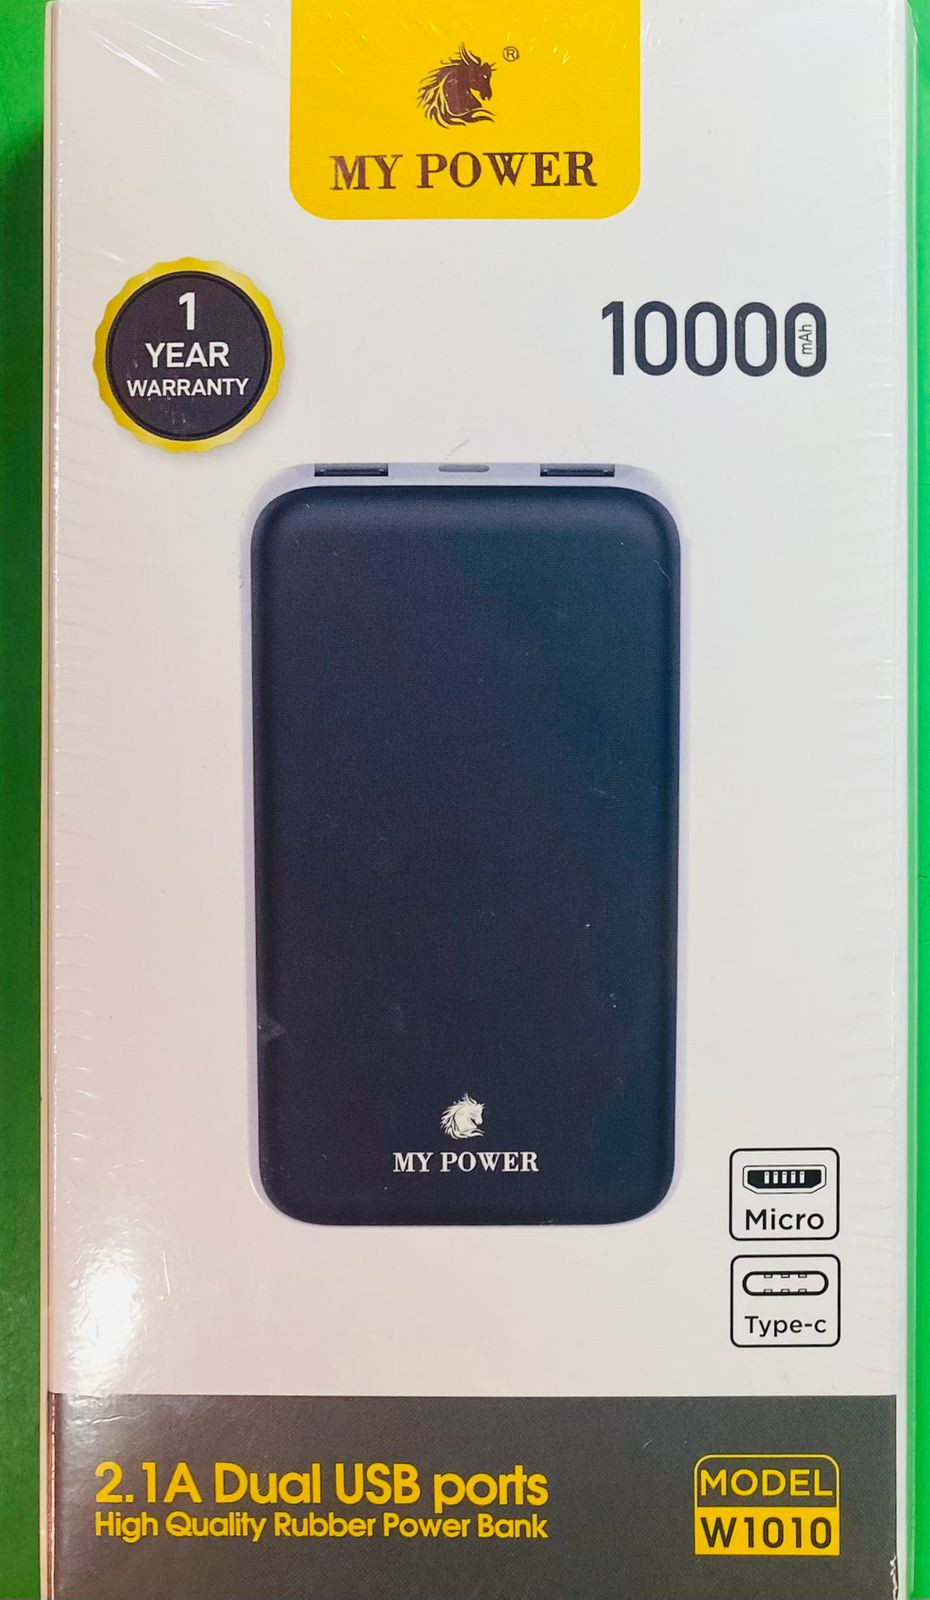 ®
MY POWER
1
YEAR
WARRANTY
10000 mAh
MY POWER
Micro
Type-c
2.1A Dual USB ports
High Quality Rubber Power Bank
MODEL
W1010